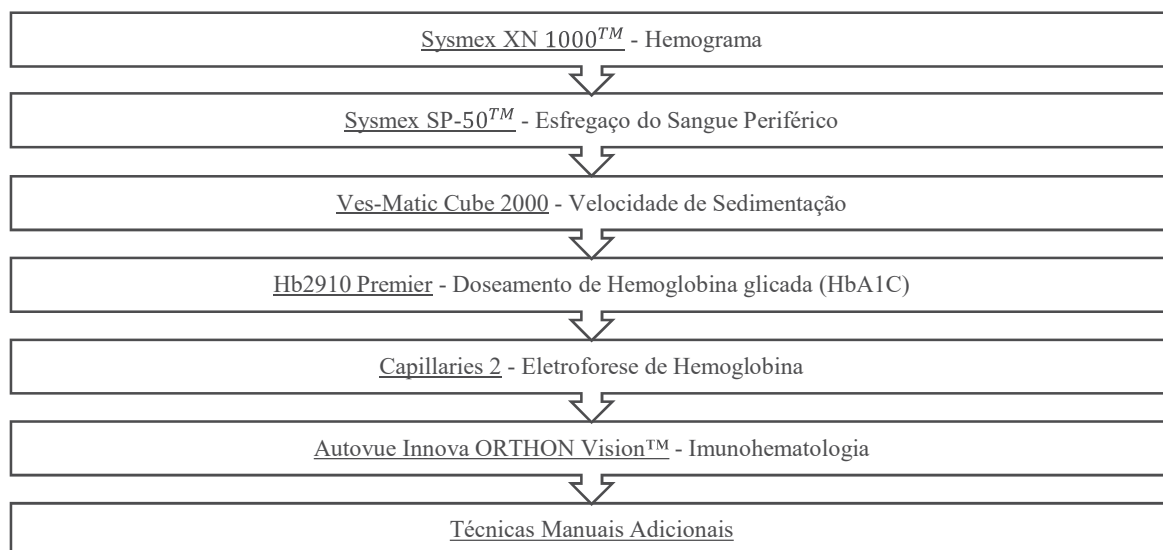 Sysmex XN 1000™ - Hemograma
Sysmex SP-50™ - Esfregaço do Sangue Periférico
Ves-Matic Cube 2000 - Velocidade de Sedimentação
Hb2910 Premier - Doseamento de Hemoglobina glicada (HbA1C)
Capillaries 2 - Eletroforese de Hemoglobina
Autovue Innova ORTHON Vision™ - Imunohematologia
Técnicas Manuais Adicionais